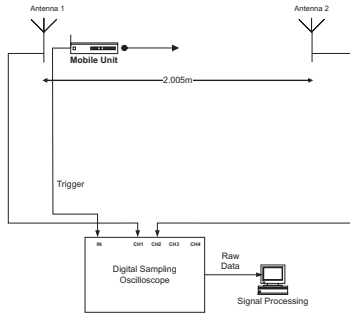 Antenna 1
Antenna 2
Mobile Unit
2.005m
Trigger
IN CH1 CH2 CH3 CH4
Digital Sampling
Oscilloscope
Raw
Data
Signal Processing